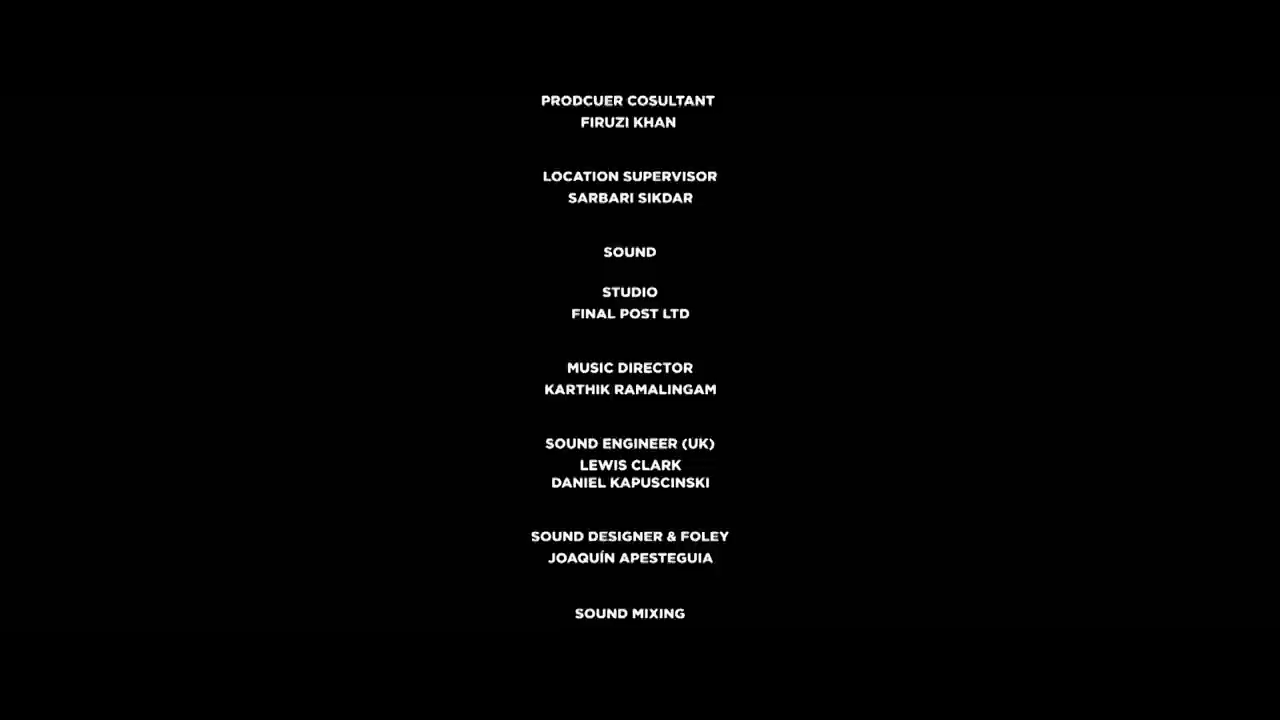 PRODCUER COSULTANT
FIRUZI KHAN
LOCATION SUPERVISOR
SARBARI SIKDAR
SOUND
STUDIO
FINAL POST LTD
MUSIC DIRECTOR
KARTHIK RAMALINGAM
SOUND ENGINEER (UK)
LEWIS CLARK
DANIEL KAPUSCINSKI
SOUND DESIGNER & FOLEY
JOAQUÍN APESTEGUIA
SOUND MIXING